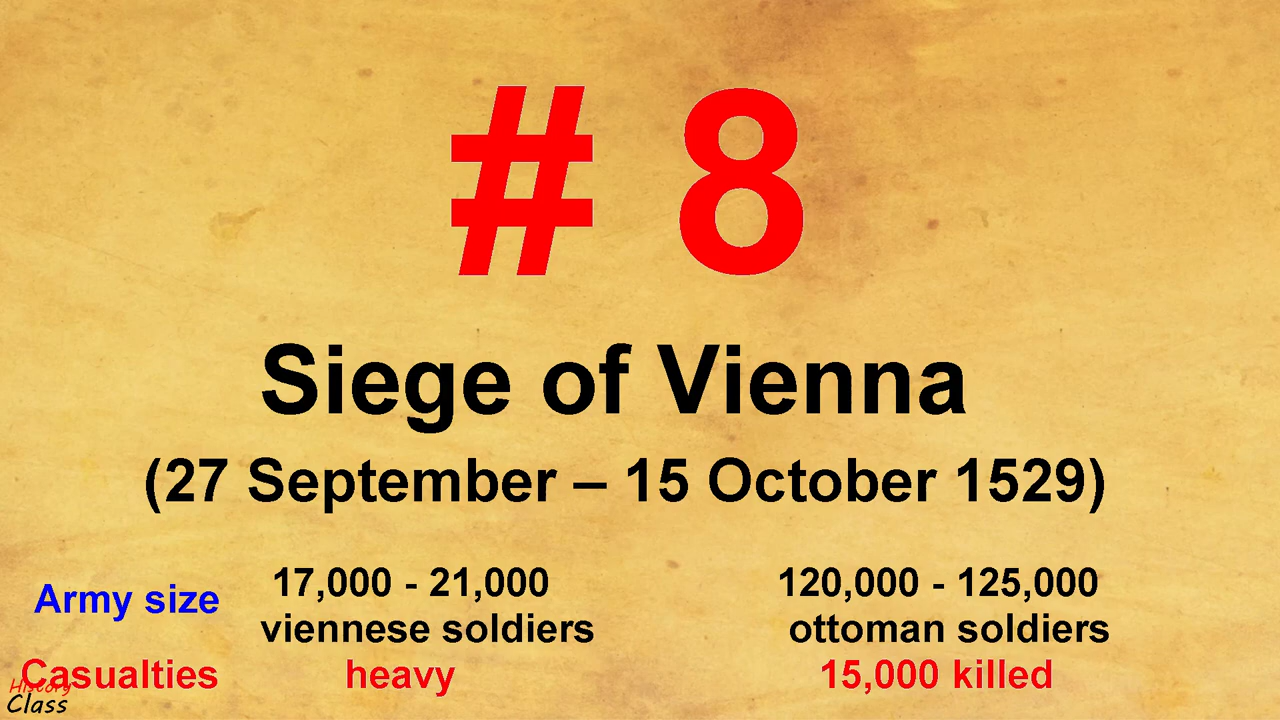 # 8
Siege of Vienna
(27 September – 15 October 1529)
Army size
17,000 - 21,000
viennese soldiers
120,000 - 125,000
ottoman soldiers
Casualties
heavy
15,000 killed
History
Class